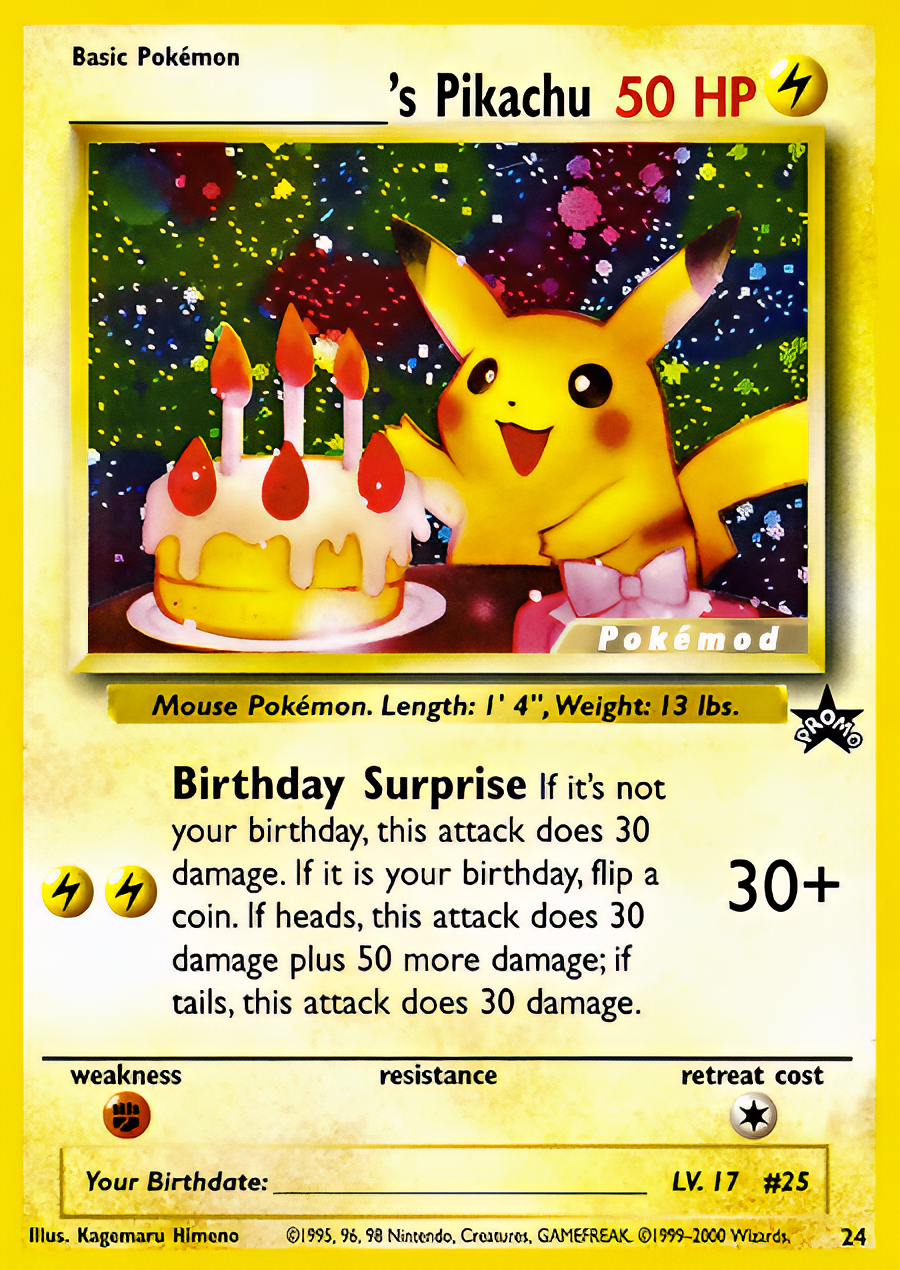 Basic Pokémon
's Pikachu 50 HP
Pokémod
Mouse Pokémon. Length: 1' 4", Weight: 13 lbs.
PROMO
Birthday Surprise If it's not
your birthday, this attack does 30
damage. If it is your birthday, flip a
coin. If heads, this attack does 30
damage plus 50 more damage; if
tails, this attack does 30 damage.
30+
weakness resistance retreat cost
Your Birthdate: LV. 17 #25
Illus. Kagemaru Himeno ©1995, 96, 98 Nintendo, Creatures, GAMEFREAK. ©1999–2000 Wizards. 24